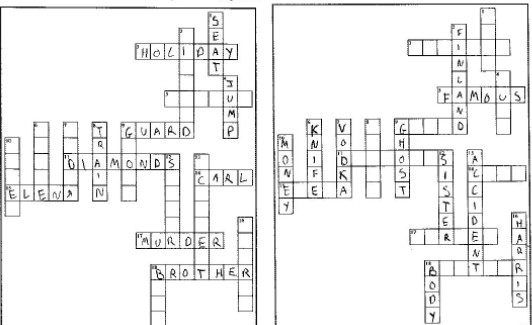 SEAT
HOLIDAY
JUMP
GUARD
TRAIN
DIAMONDS
CARL
ELENA
MURDER
BROTHER
FINLAND
FAMOUS
KNIFE
VODKA
GHOST
MONEY
SISTER
ACCIDENT
HARRIS
BODY